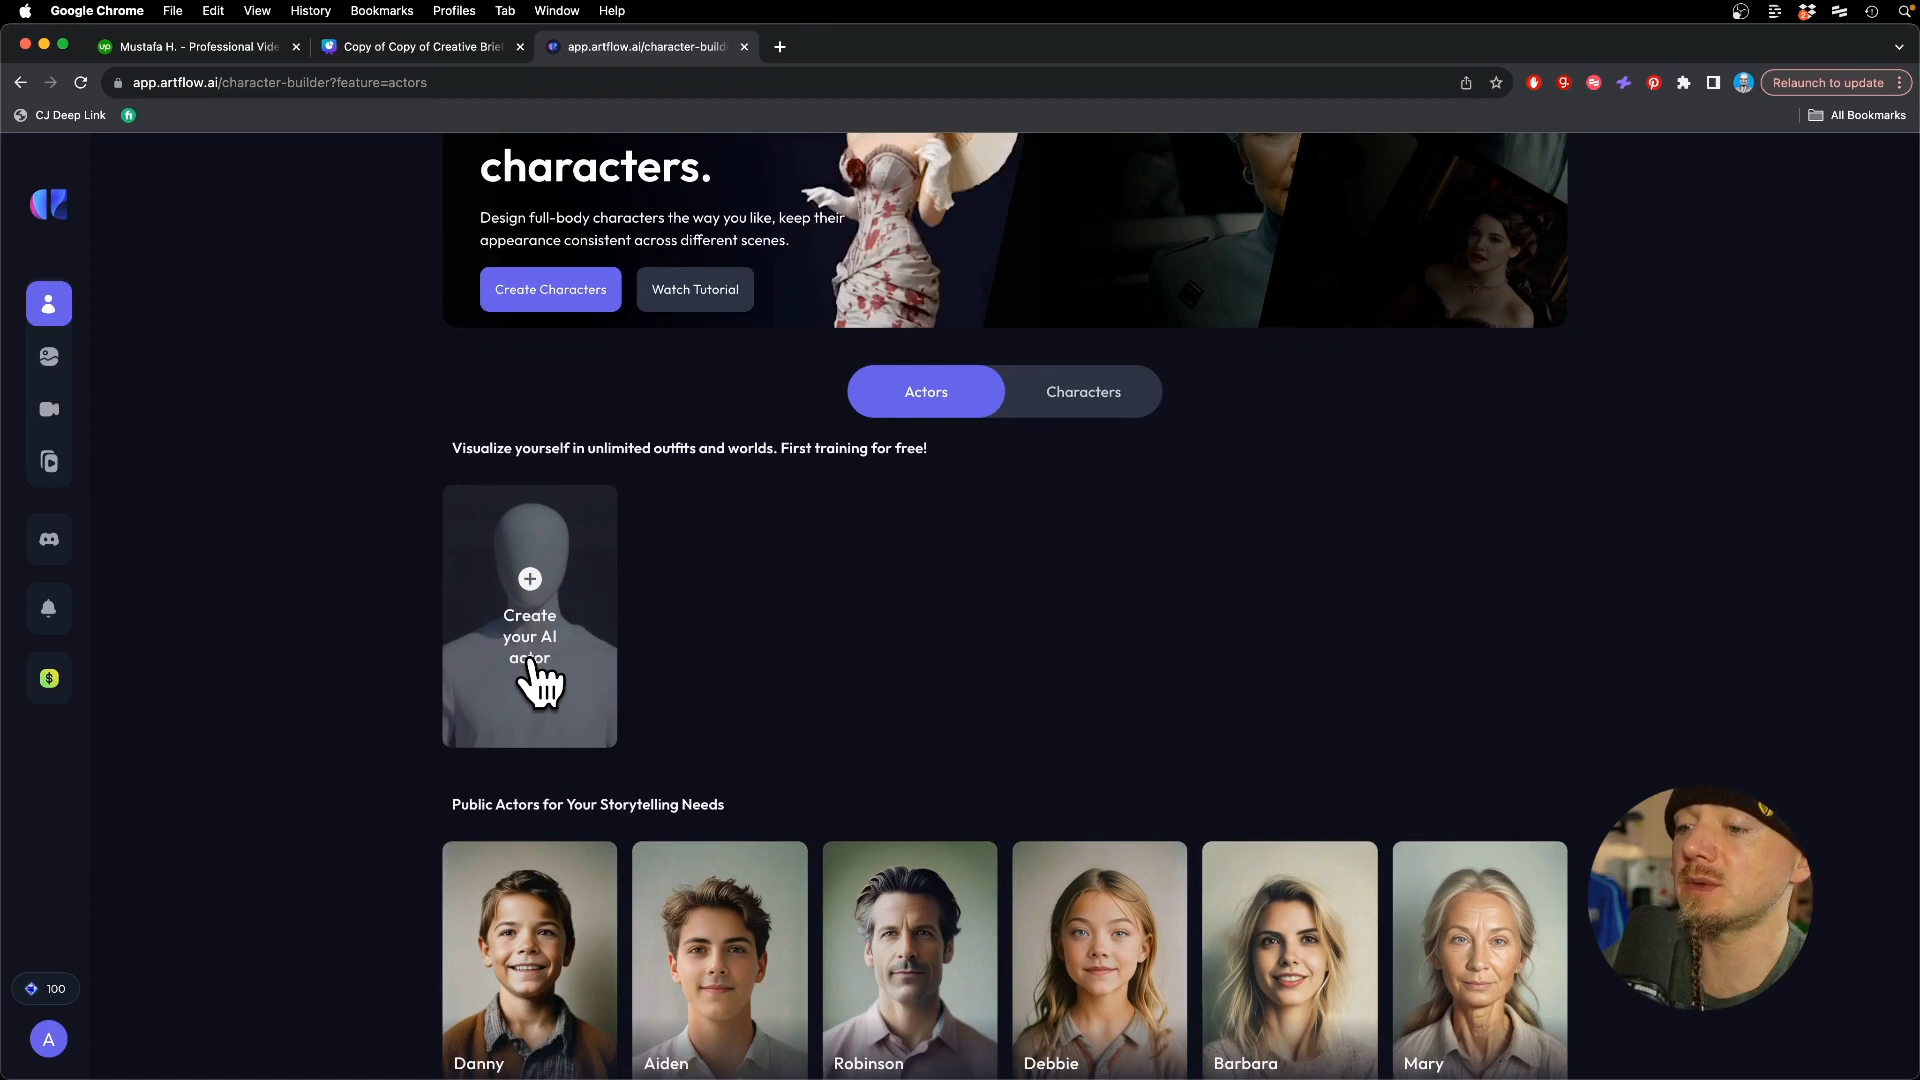 Google Chrome File Edit View History Bookmarks Profiles Tab Window Help
up Mustafa H. - Professional Vide
Copy of Copy of Creative Brie
app.artflow.ai/character-build
app.artflow.ai/character-builder?feature=actors
Relaunch to update
CJ Deep Link
All Bookmarks
characters.
Design full-body characters the way you like, keep their
appearance consistent across different scenes.
Create Characters
Watch Tutorial
Actors
Characters
Visualize yourself in unlimited outfits and worlds. First training for free!
Create
your AI
actor
Public Actors for Your Storytelling Needs
Danny
Aiden
Robinson
Debbie
Barbara
Mary
100
A